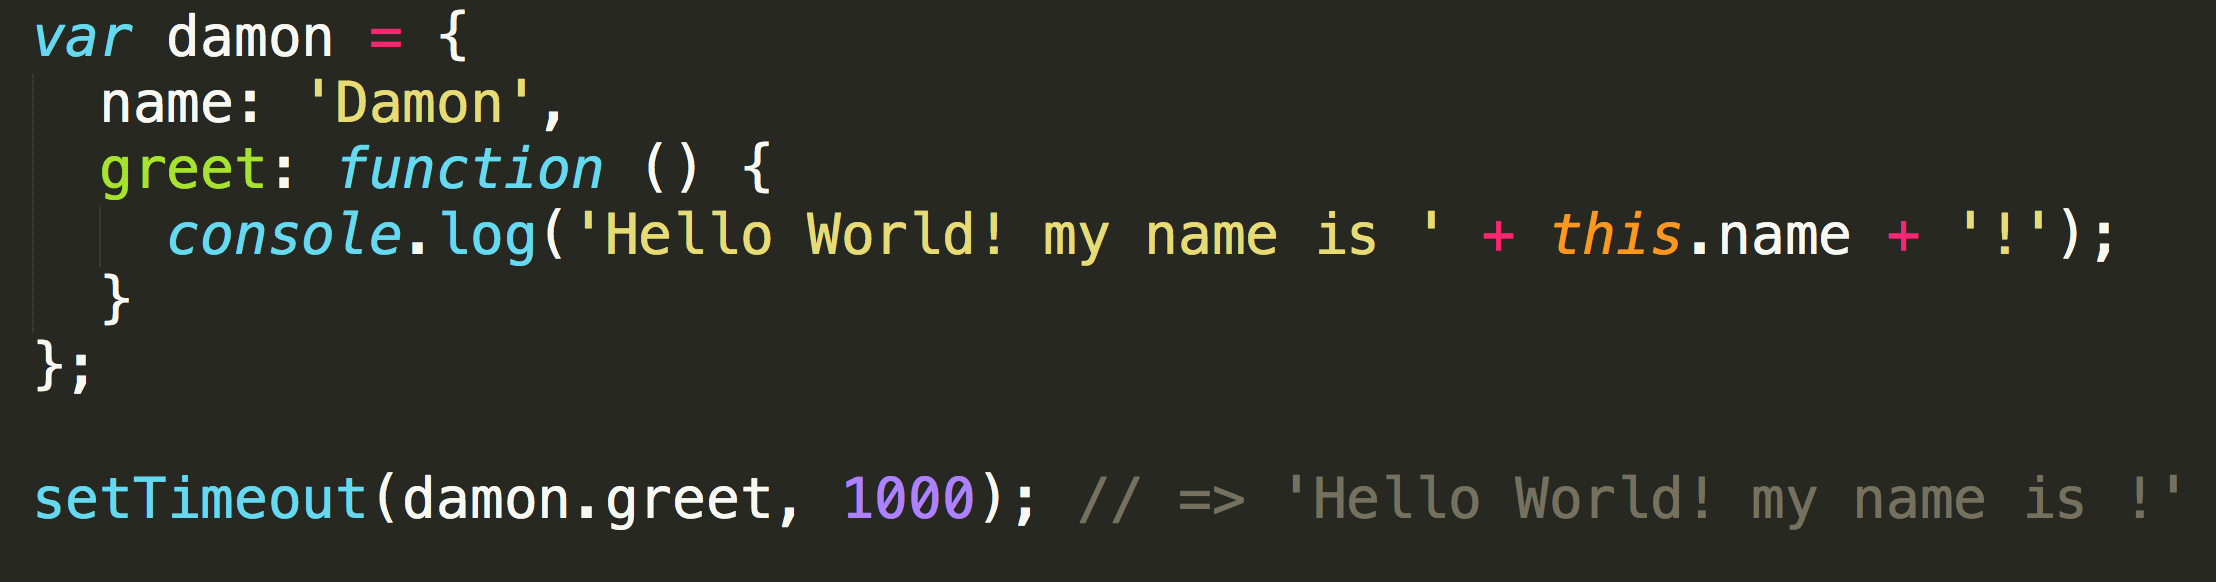 var damon = {
  name: 'Damon',
  greet: function () {
    console.log('Hello World! my name is ' + this.name + '!');
  }
};

setTimeout(damon.greet, 1000); // => 'Hello World! my name is !'